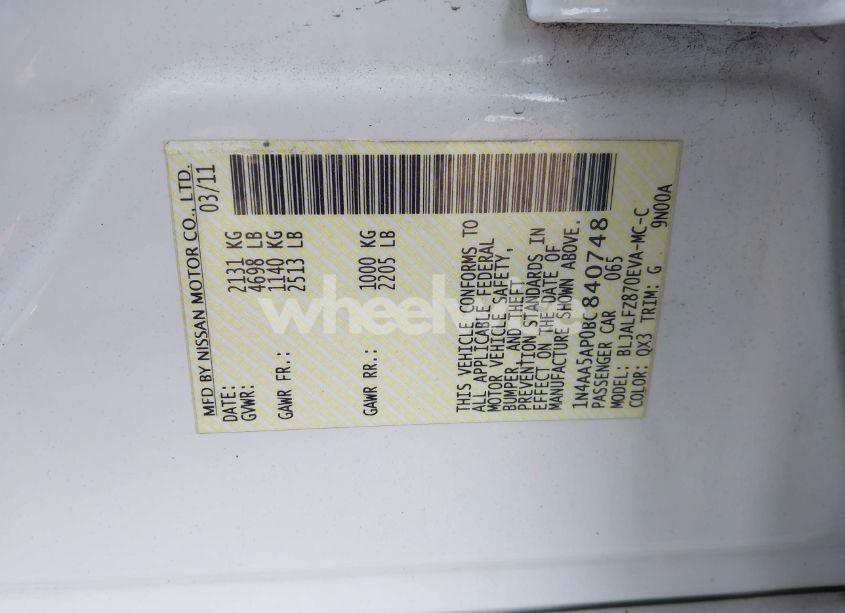 MFD BY NISSAN MOTOR CO., LTD.
DATE: 03/11
GVWR: 2131 KG
4698 LB
GAWR FR.: 1140 KG
2513 LB
GAWR RR.: 1000 KG
2205 LB
THIS VEHICLE CONFORMS TO
ALL APPLICABLE FEDERAL
MOTOR VEHICLE SAFETY,
BUMPER, AND THEFT
PREVENTION STANDARDS IN
EFFECT ON THE DATE OF
MANUFACTURE SHOWN ABOVE.
1N4AA5AP0BC840748
PASSENGER CAR 065
MODEL: BLJALFZ870EVA-MC-C
COLOR: QX3 TRIM: G 9N00A